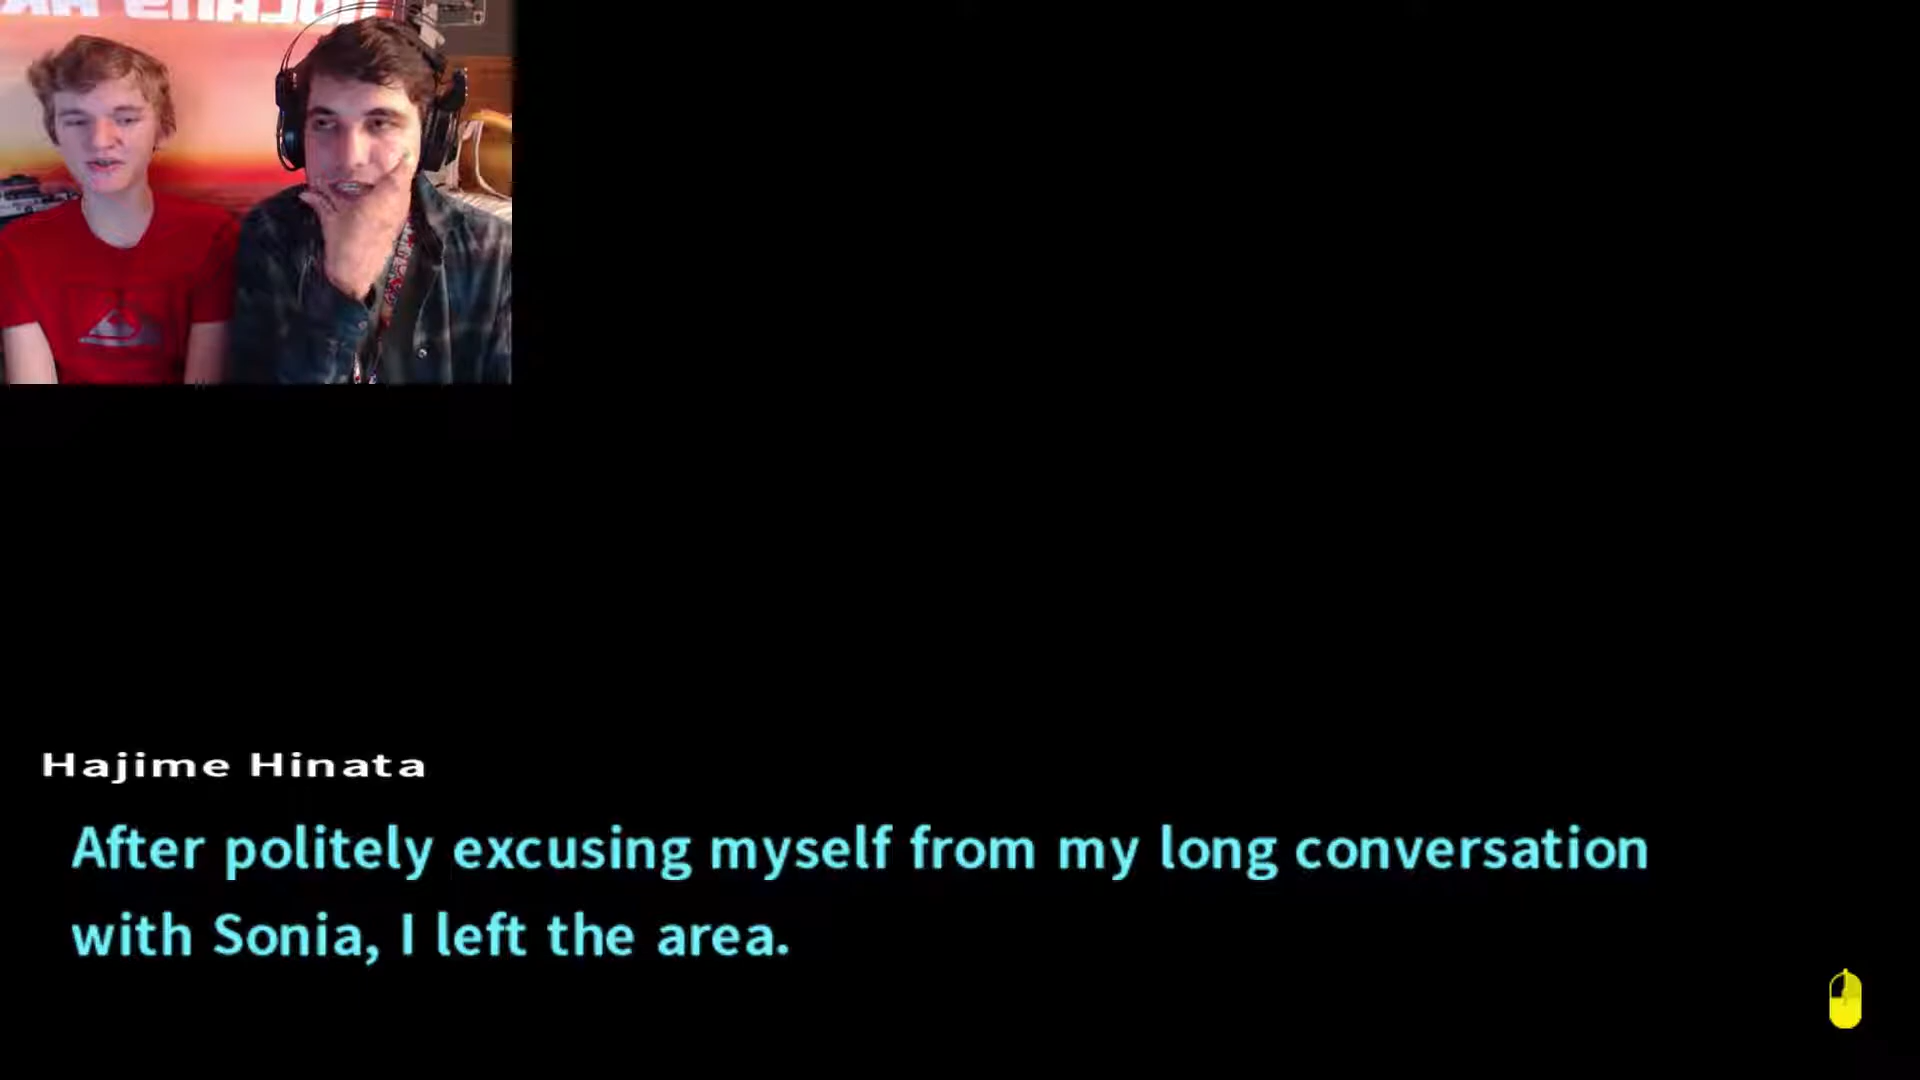 Hajime Hinata
After politely excusing myself from my long conversation
with Sonia, I left the area.